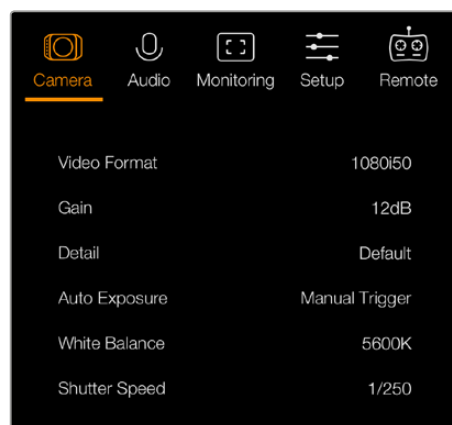 Camera Audio Monitoring Setup Remote
Video Format 1080i50
Gain 12dB
Detail Default
Auto Exposure Manual Trigger
White Balance 5600K
Shutter Speed 1/250